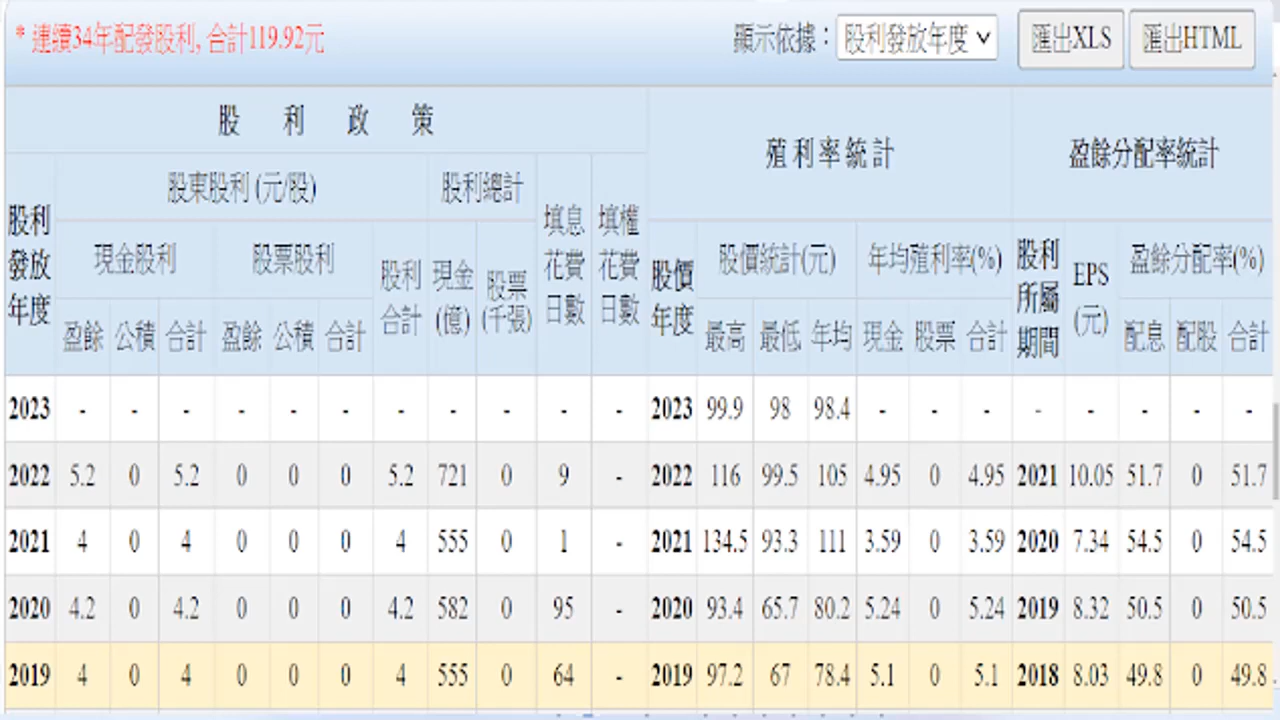 * 連續34年配發股利, 合計119.92元
顯示依據：
股利發放年度
匯出XLS
匯出HTML
股利政策
殖利率統計
盈餘分配率統計
股利發放年度
股東股利 (元/股)
股利總計
填息花費日數
填權花費日數
股價年度
股價統計(元)
年均殖利率(%)
股利所屬期間
EPS (元)
盈餘分配率(%)
現金股利
股票股利
股利合計
現金 (億)
股票 (千張)
盈餘 公積 合計 盈餘 公積 合計
最高 最低 年均 現金 股票 合計
配息 配股 合計
2023 - - - - - - - - - - - 2023 99.9 98 98.4 - - - - - - - -
2022 5.2 0 5.2 0 0 0 5.2 721 0 9 - 2022 116 99.5 105 4.95 0 4.95 2021 10.05 51.7 0 51.7
2021 4 0 4 0 0 0 4 555 0 1 - 2021 134.5 93.3 111 3.59 0 3.59 2020 7.34 54.5 0 54.5
2020 4.2 0 4.2 0 0 0 4.2 582 0 95 - 2020 93.4 65.7 80.2 5.24 0 5.24 2019 8.32 50.5 0 50.5
2019 4 0 4 0 0 0 4 555 0 64 - 2019 97.2 67 78.4 5.1 0 5.1 2018 8.03 49.8 0 49.8